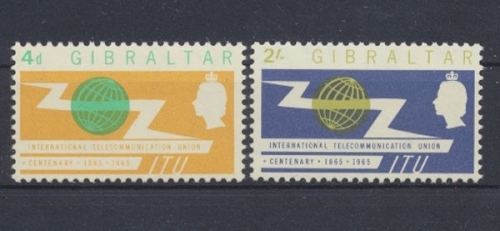 4d GIBRALTAR
INTERNATIONAL TELECOMMUNICATION UNION
• CENTENARY • 1865-1965 ITU
2/- GIBRALTAR
INTERNATIONAL TELECOMMUNICATION UNION
• CENTENARY • 1865-1965 ITU